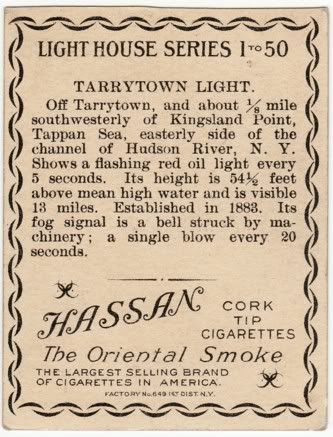 LIGHT HOUSE SERIES 1 TO 50
TARRYTOWN LIGHT.
Off Tarrytown, and about ⅛ mile
southwesterly of Kingsland Point,
Tappan Sea, easterly side of the
channel of Hudson River, N. Y.
Shows a flashing red oil light every
5 seconds. Its height is 54½ feet
above mean high water and is visible
13 miles. Established in 1883. Its
fog signal is a bell struck by ma-
chinery; a single blow every 20
seconds.
HASSAN
CORK
TIP
CIGARETTES
The Oriental Smoke
THE LARGEST SELLING BRAND
OF CIGARETTES IN AMERICA.
FACTORY No. 649 1ST DIST. N.Y.